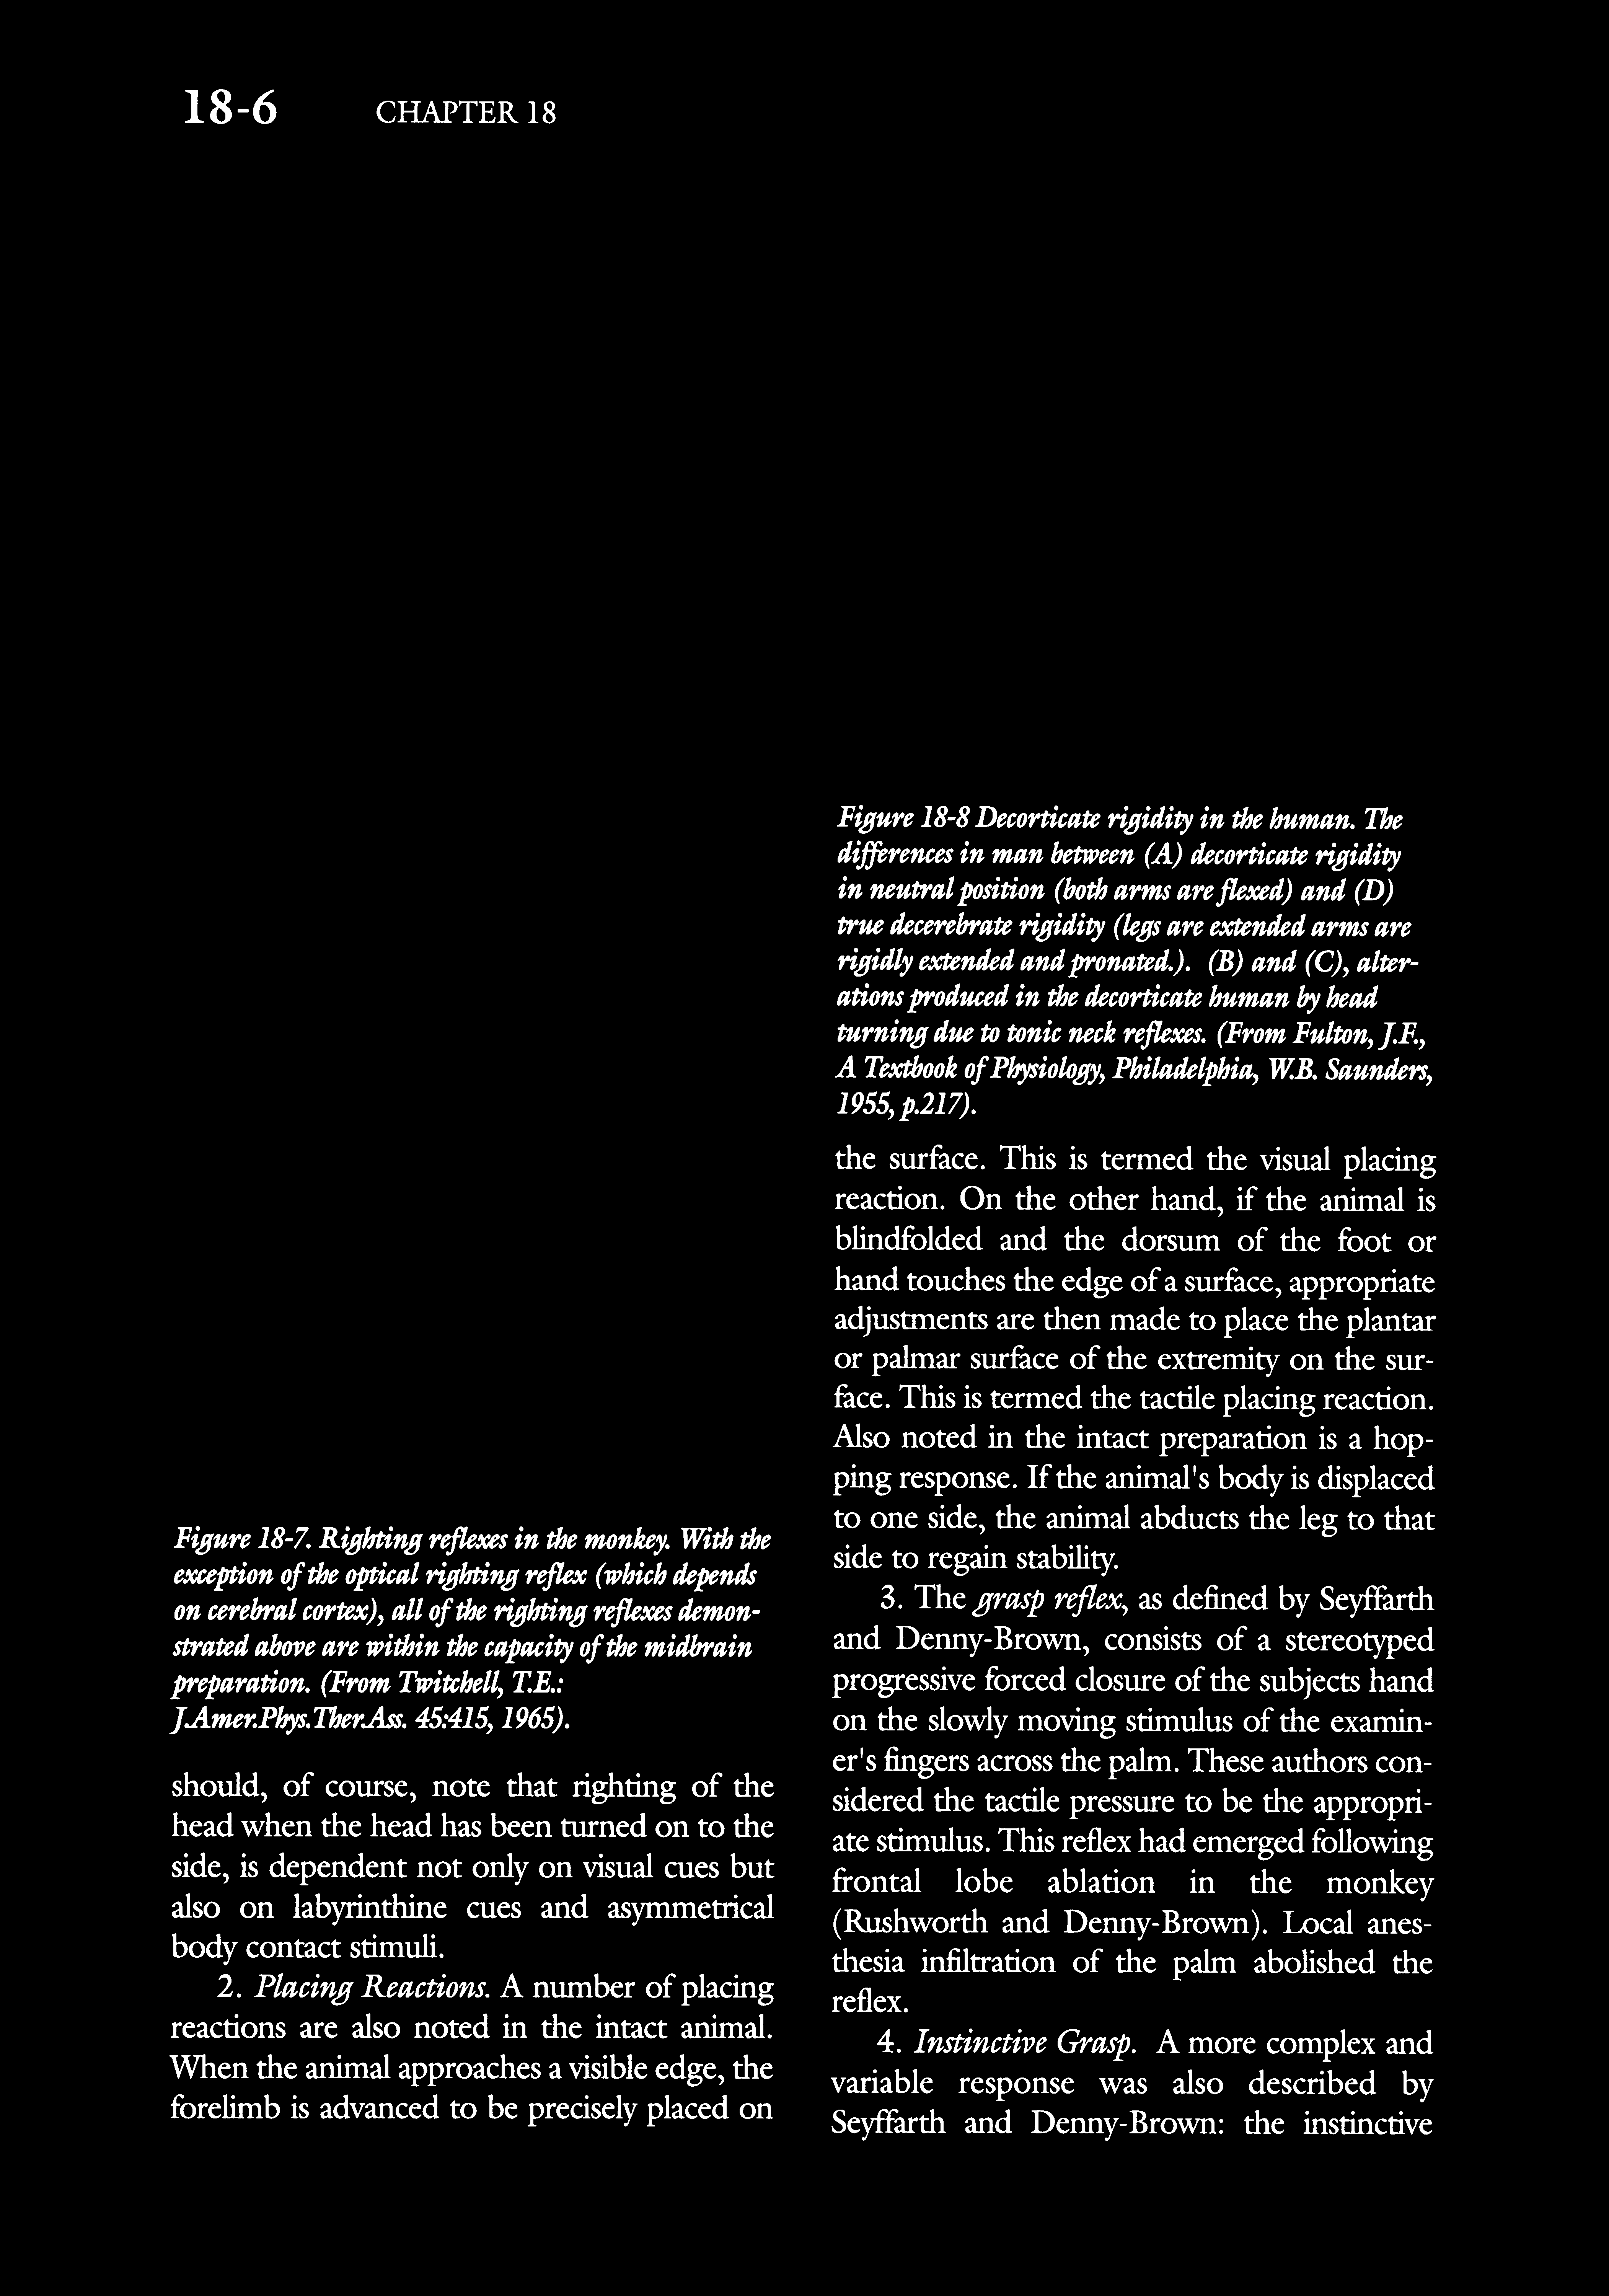 18-6 CHAPTER 18
Figure 18-7. Righting reflexes in the monkey. With the
exception of the optical righting reflex (which depends
on cerebral cortex), all of the righting reflexes demon-
strated above are within the capacity of the midbrain
preparation. (From Twitchell, T.E.:
J.Amer.Phys.Ther.Ass. 45:415, 1965).
should, of course, note that righting of the
head when the head has been turned on to the
side, is dependent not only on visual cues but
also on labyrinthine cues and asymmetrical
body contact stimuli.
2. Placing Reactions. A number of placing
reactions are also noted in the intact animal.
When the animal approaches a visible edge, the
forelimb is advanced to be precisely placed on
Figure 18-8 Decorticate rigidity in the human. The
differences in man between (A) decorticate rigidity
in neutral position (both arms are flexed) and (D)
true decerebrate rigidity (legs are extended arms are
rigidly extended and pronated.). (B) and (C), alter-
ations produced in the decorticate human by head
turning due to tonic neck reflexes. (From Fulton, J.F.,
A Textbook of Physiology, Philadelphia, W.B. Saunders,
1955, p.217).
the surface. This is termed the visual placing
reaction. On the other hand, if the animal is
blindfolded and the dorsum of the foot or
hand touches the edge of a surface, appropriate
adjustments are then made to place the plantar
or palmar surface of the extremity on the sur-
face. This is termed the tactile placing reaction.
Also noted in the intact preparation is a hop-
ping response. If the animal's body is displaced
to one side, the animal abducts the leg to that
side to regain stability.
3. The grasp reflex, as defined by Seyffarth
and Denny-Brown, consists of a stereotyped
progressive forced closure of the subjects hand
on the slowly moving stimulus of the examin-
er's fingers across the palm. These authors con-
sidered the tactile pressure to be the appropri-
ate stimulus. This reflex had emerged following
frontal lobe ablation in the monkey
(Rushworth and Denny-Brown). Local anes-
thesia infiltration of the palm abolished the
reflex.
4. Instinctive Grasp. A more complex and
variable response was also described by
Seyffarth and Denny-Brown: the instinctive